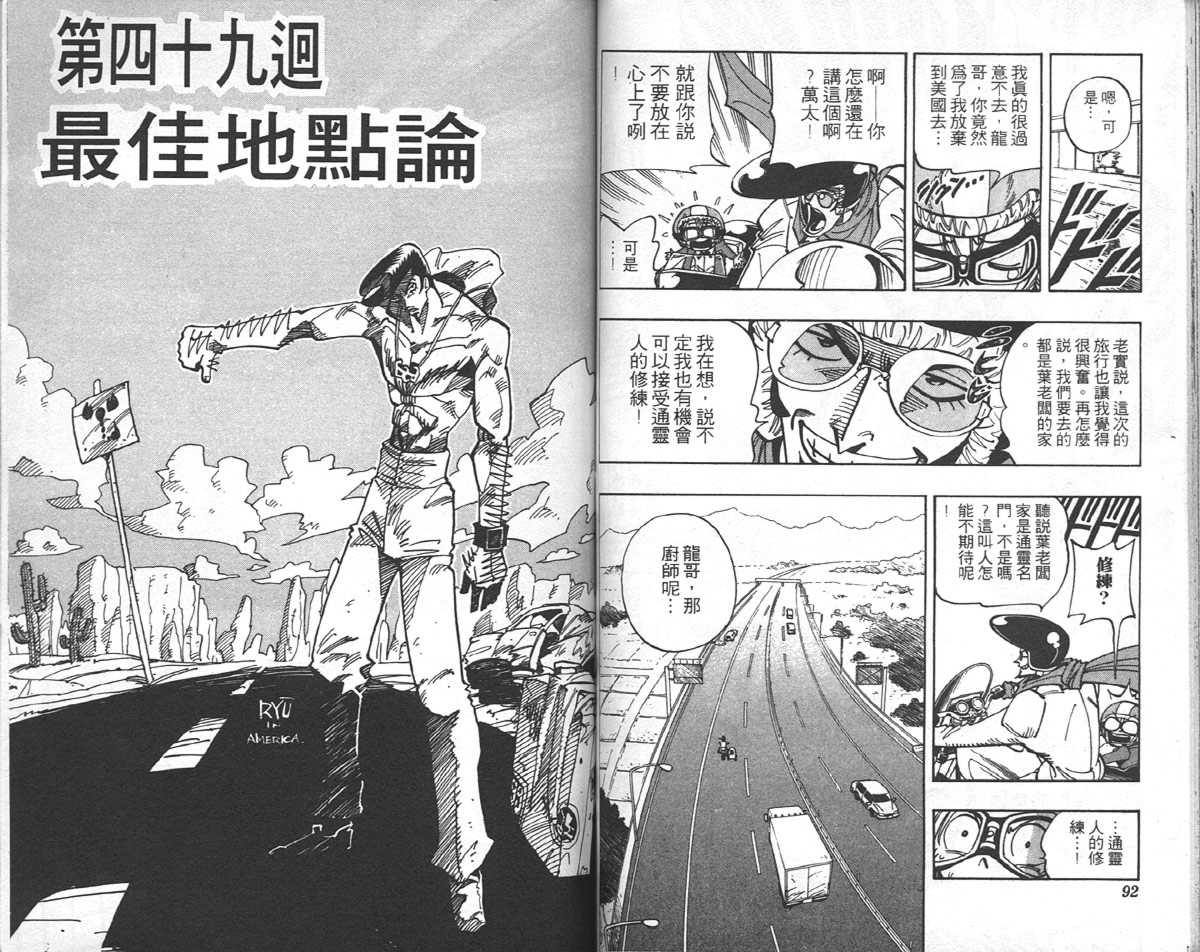 嗯，可
是…
我真的很過
意不去，龍
哥，你竟然
為了我放棄
到美國去…
啊──你
怎麼還在
講這個啊
？萬太！
就跟你說
不要放在
心上了咧
！
…可是
…！
老實說，這次的
旅行也讓我覺得
很興奮。再怎麼
說，我們要去的
都是葉老闆的家
。
我在想，說不
定我也有機會
可以接受通靈
人的修練！
修練？
聽說葉老闆
家是通靈名
門，不是嗎
？這叫人怎
能不期待呢
！
…通靈
人的修
練…！
龍哥，那
廚師呢…
92
第四十九迴
最佳地點論
RYŪ
in
AMERICA.